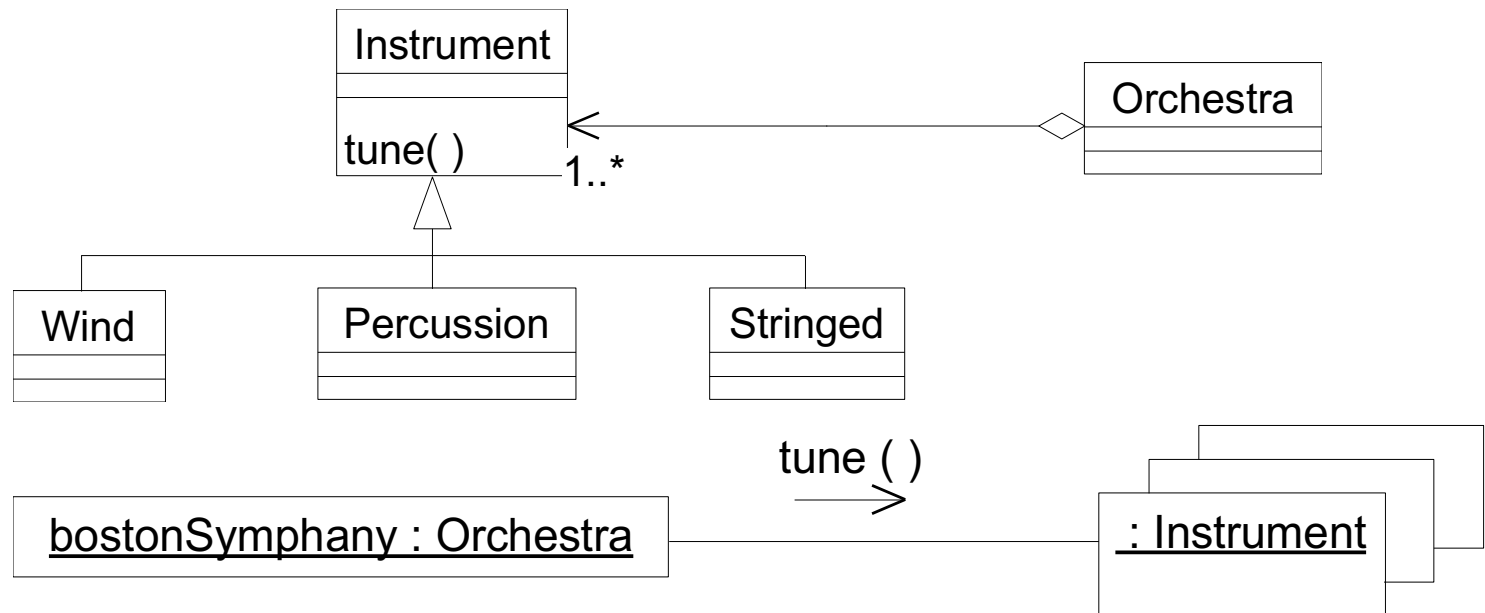 Instrument
Orchestra
tune( )
1..*
Wind
Percussion
Stringed
tune ( )
bostonSymphany : Orchestra
: Instrument